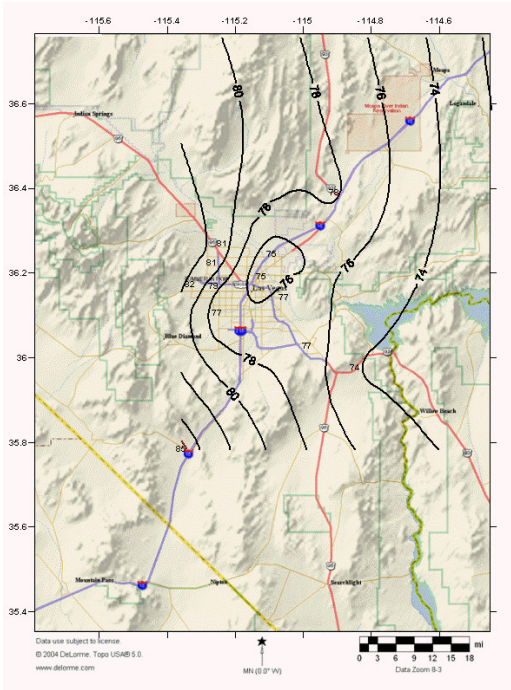 -115.6 -115.4 -115.2 -115 -114.8 -114.6
36.6
36.4
36.2
36
35.8
35.6
35.4
80
78
76
74
Moapa
Logandale
Moapa River Indian
Reservation
Indian Springs
78
78
81
81
82
79
75
75
76
77
77
Las Vegas
76
74
77
Blue Diamond
78
74
80
Willow Beach
85
Mountain Pass
Nipton
Searchlight
Data use subject to license.
© 2004 DeLorme. Topo USA® 5.0.
www.delorme.com
MN (0.0° W)
mi
0 3 6 9 12 15 18
Data Zoom 8-3